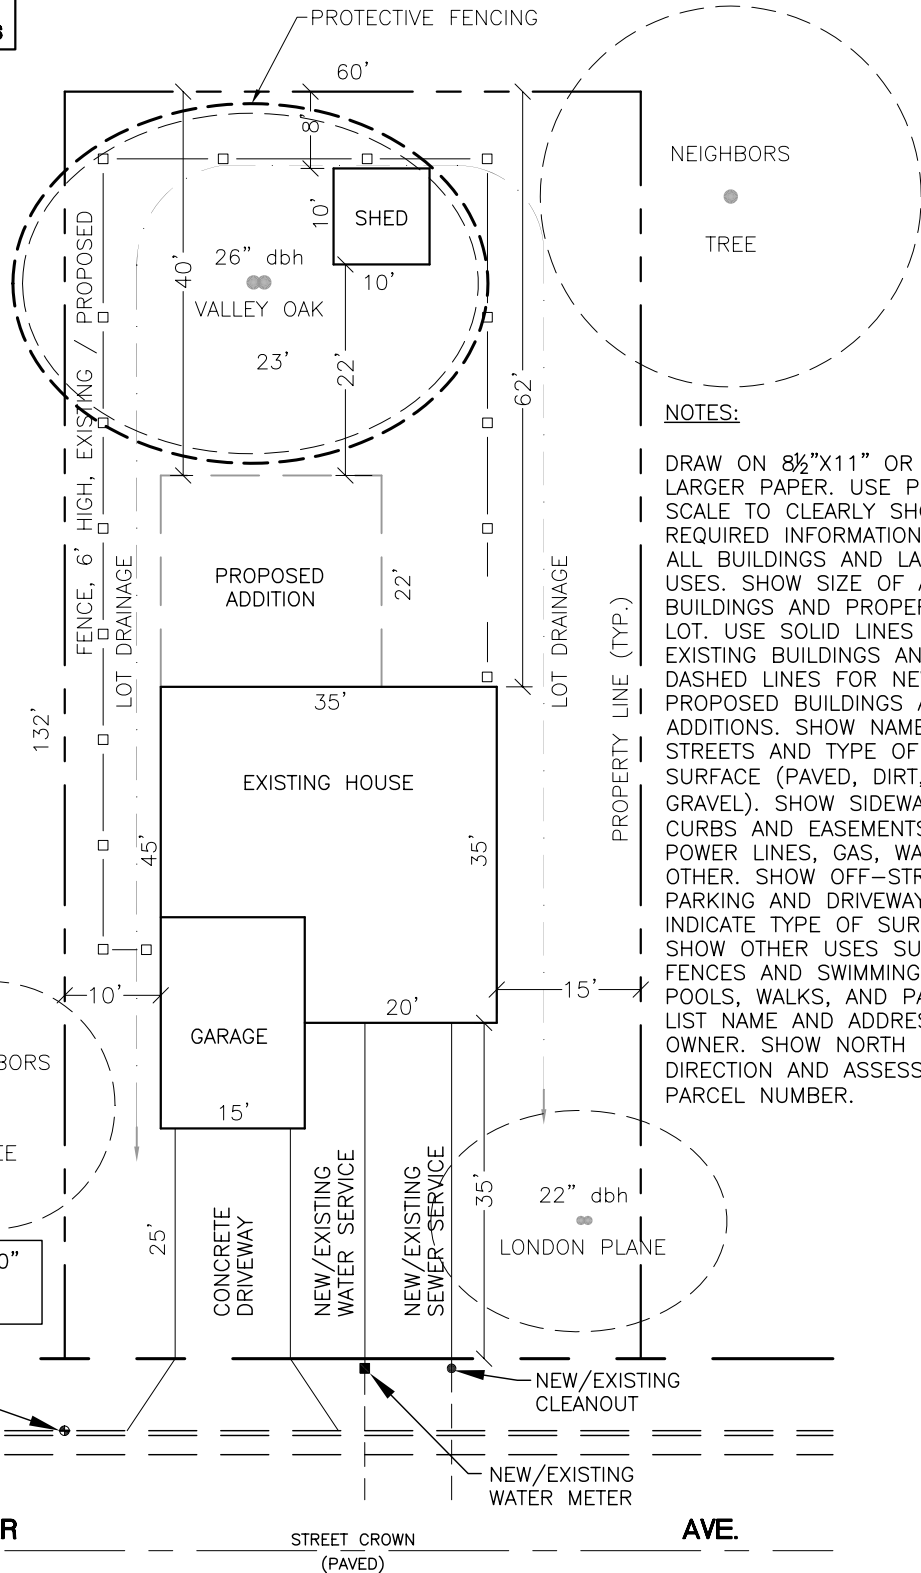 PROTECTIVE FENCING
60'
8'
NEIGHBORS
TREE
10'
SHED
10'
26" dbh
VALLEY OAK
23'
40'
22'
62'
FENCE, 6' HIGH, EXISTING / PROPOSED
LOT DRAINAGE
PROPOSED
ADDITION
22'
LOT DRAINAGE
PROPERTY LINE (TYP.)
132'
35'
EXISTING HOUSE
45'
35'
10'
20'
15'
GARAGE
15'
NOTES:
DRAW ON 8½"X11" OR
LARGER PAPER. USE P
SCALE TO CLEARLY SHO
REQUIRED INFORMATION
ALL BUILDINGS AND LA
USES. SHOW SIZE OF A
BUILDINGS AND PROPER
LOT. USE SOLID LINES
EXISTING BUILDINGS AN
DASHED LINES FOR NE
PROPOSED BUILDINGS A
ADDITIONS. SHOW NAME
STREETS AND TYPE OF
SURFACE (PAVED, DIRT,
GRAVEL). SHOW SIDEWA
CURBS AND EASEMENTS
POWER LINES, GAS, WA
OTHER. SHOW OFF-STR
PARKING AND DRIVEWAY
INDICATE TYPE OF SUR
SHOW OTHER USES SU
FENCES AND SWIMMING
POOLS, WALKS, AND PA
LIST NAME AND ADDRES
OWNER. SHOW NORTH
DIRECTION AND ASSESS
PARCEL NUMBER.
BORS
EE
0"
25'
CONCRETE
DRIVEWAY
NEW/EXISTING
WATER SERVICE
NEW/EXISTING
SEWER SERVICE
35'
22" dbh
LONDON PLANE
NEW/EXISTING
CLEANOUT
NEW/EXISTING
WATER METER
R
AVE.
STREET CROWN
(PAVED)